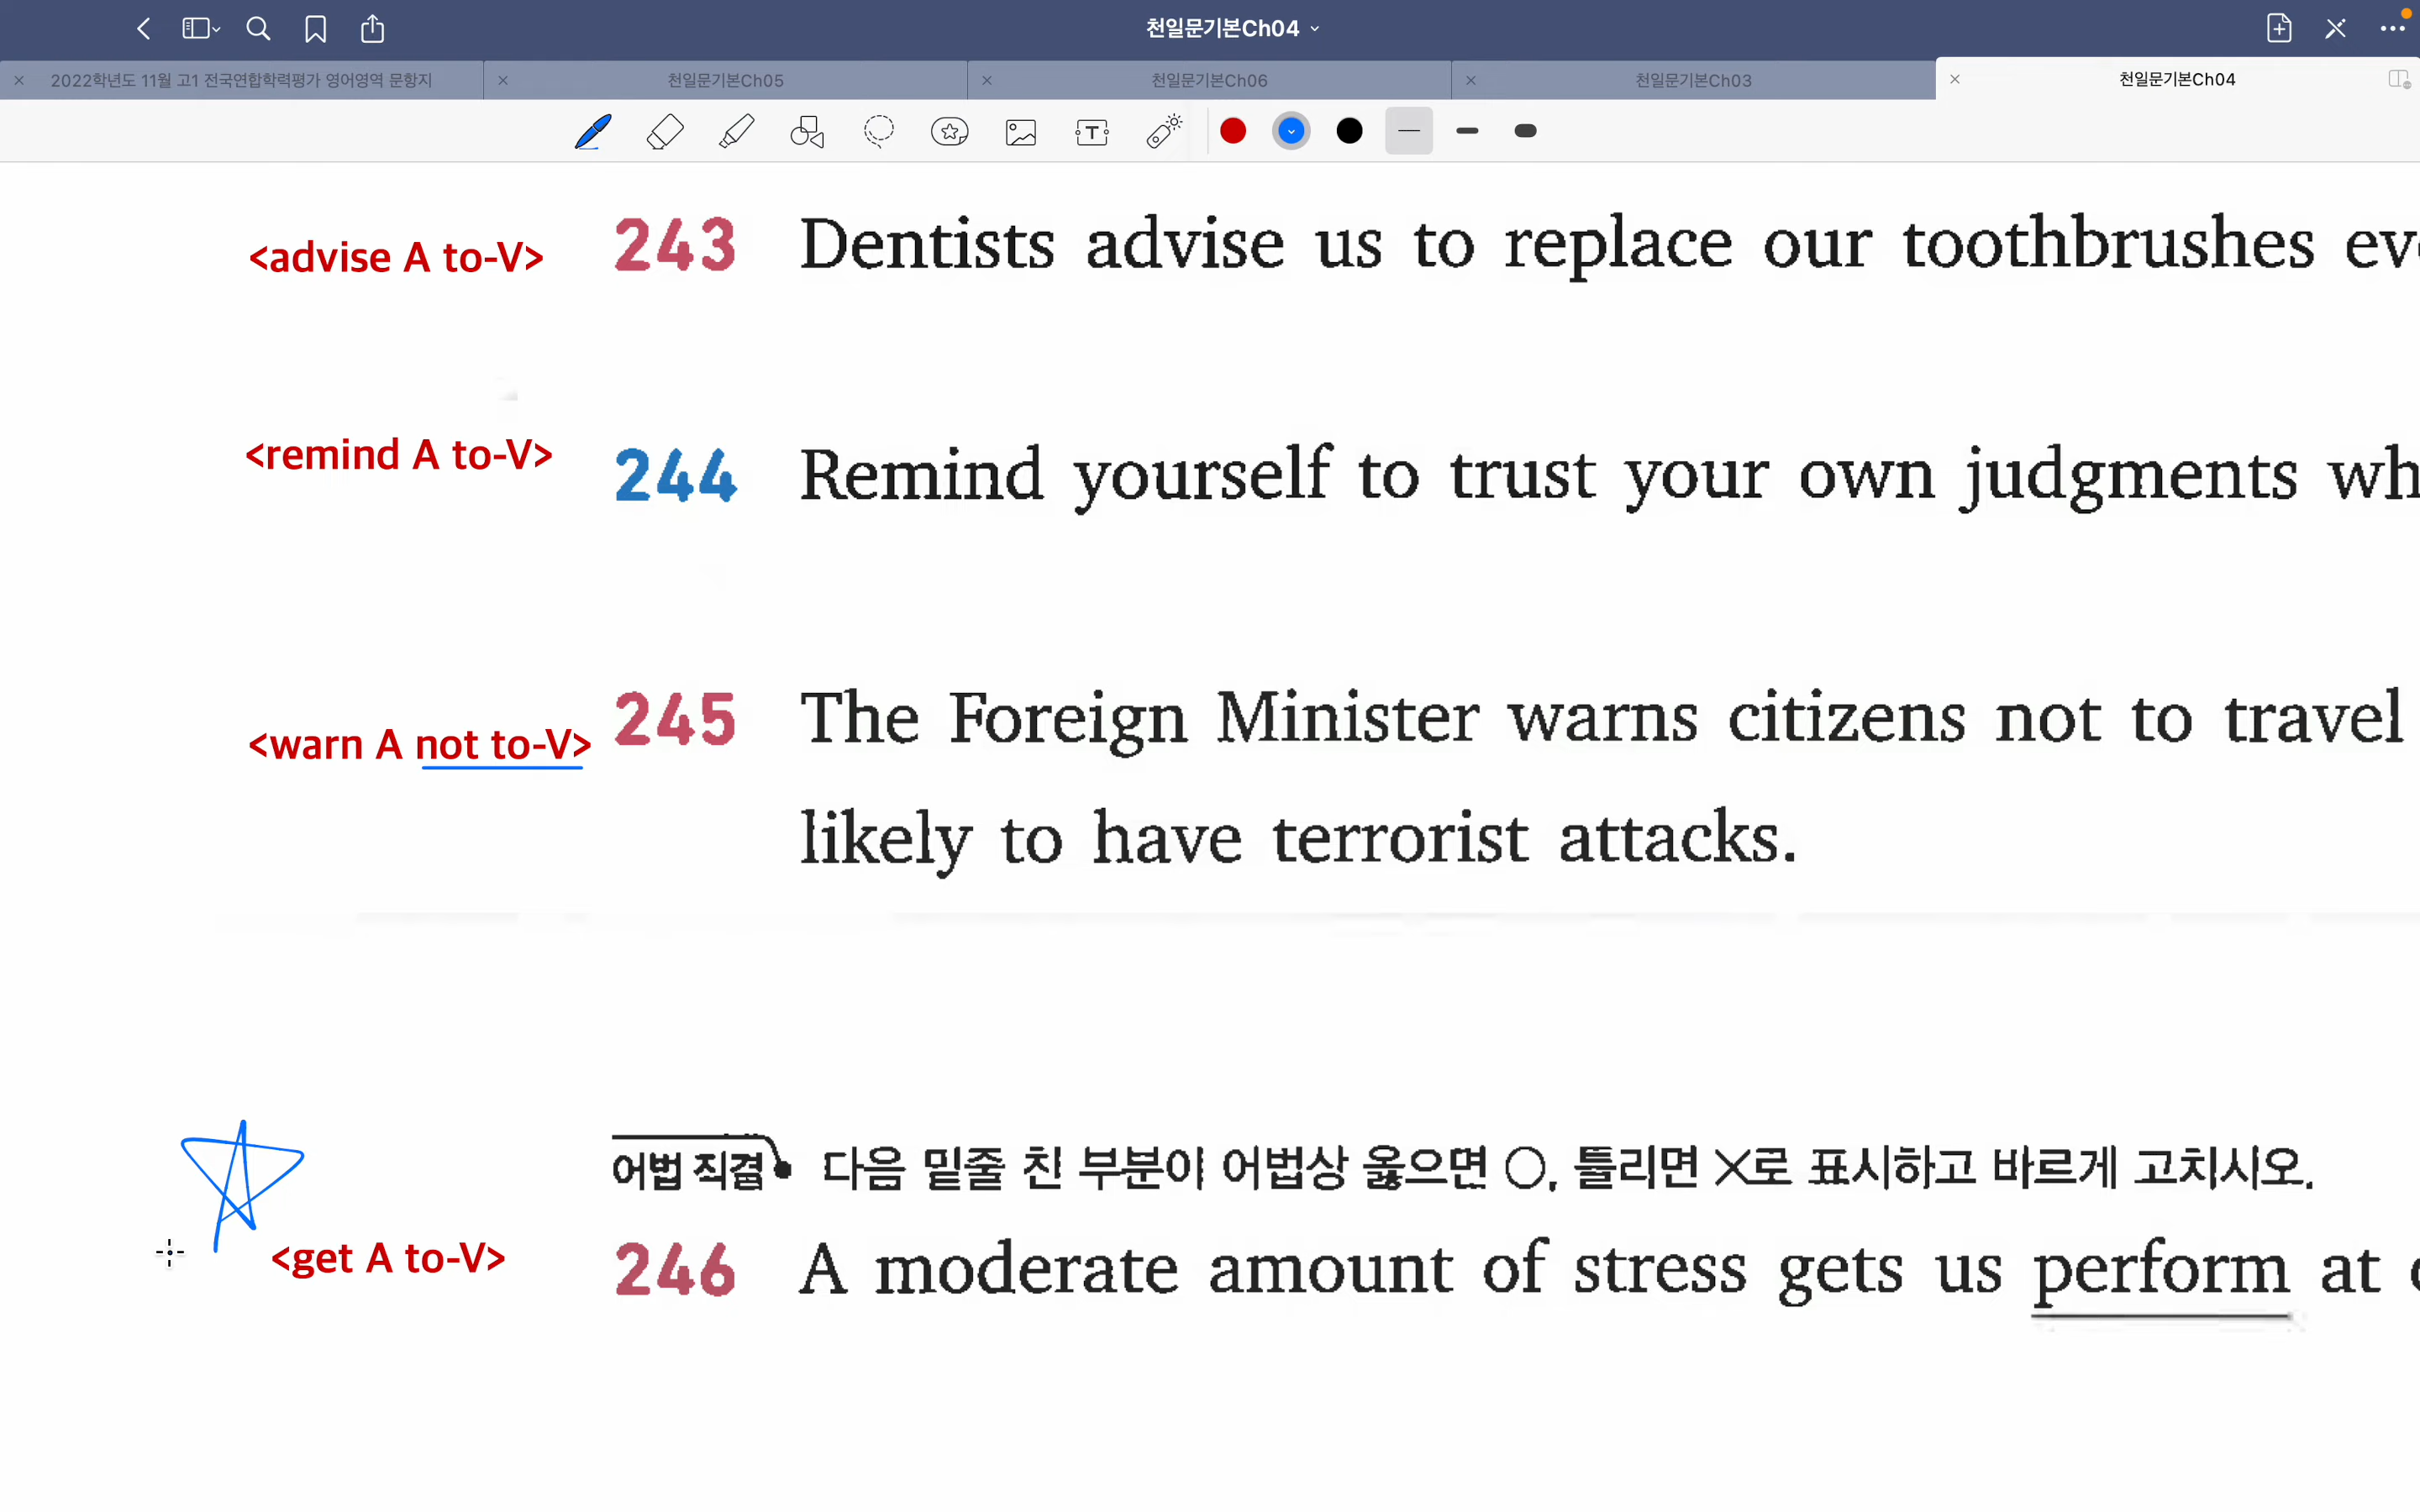 천일문기본Ch04
2022학년도 11월 고1 전국연합학력평가 영어영역 문항지
천일문기본Ch05
천일문기본Ch06
천일문기본Ch03
천일문기본Ch04
<advise A to-V> 243 Dentists advise us to replace our toothbrushes
<remind A to-V> 244 Remind yourself to trust your own judgments
<warn A not to-V> 245 The Foreign Minister warns citizens not to travel
likely to have terrorist attacks.
어법 직결 다음 밑줄 친 부분이 어법상 옳으면 ○, 틀리면 ×로 표시하고 바르게 고치시오.
<get A to-V> 246 A moderate amount of stress gets us perform at